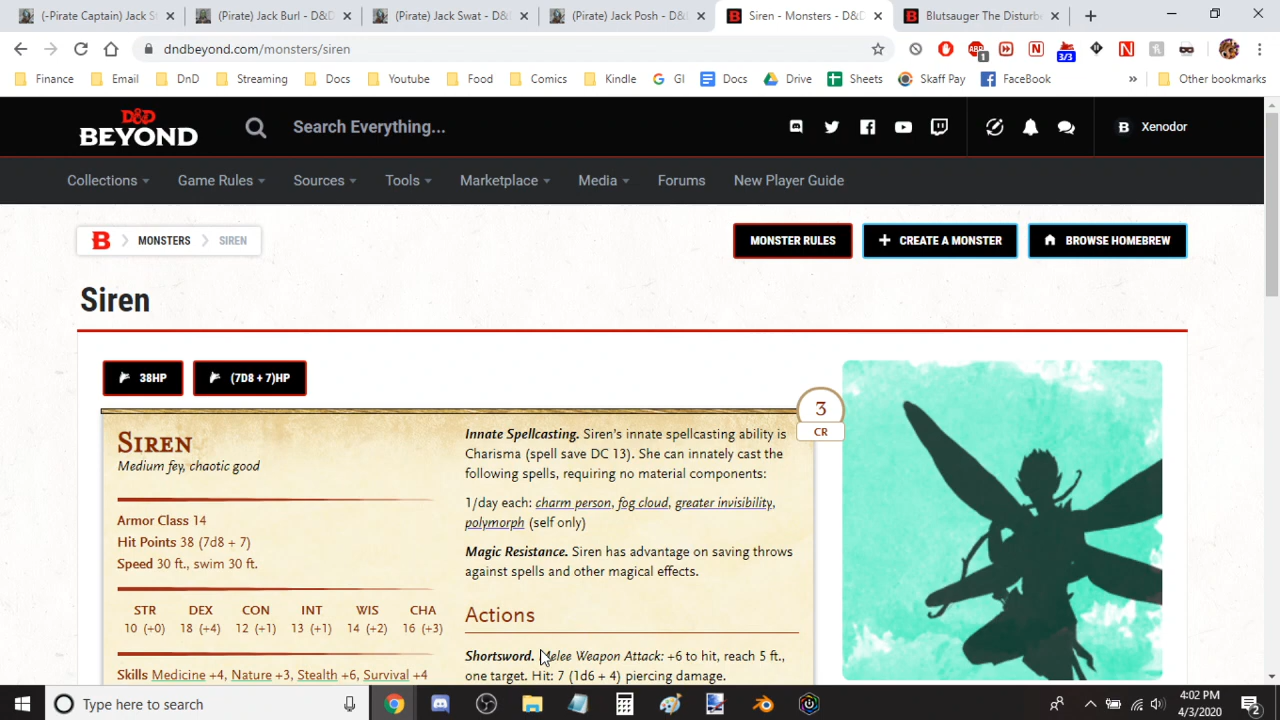 (-Pirate Captain) Jack S
(Pirate) Jack Burl - D&D
(Pirate) Jack Swas - D&
(Pirate) Jack Posh - D&D
Siren - Monsters - D&D
Blutsauger The Disturb
dndbeyond.com/monsters/siren
Finance Email DnD Streaming Docs Youtube Food Comics Kindle GI Docs Drive Sheets Skaff Pay FaceBook » Other bookmarks
D&D
BEYOND Search Everything... Xenodor
Collections Game Rules Sources Tools Marketplace Media Forums New Player Guide
B MONSTERS SIREN MONSTER RULES + CREATE A MONSTER BROWSE HOMEBREW
Siren
38HP (7D8 + 7)HP
3
CR
SIREN
Medium fey, chaotic good
Armor Class 14
Hit Points 38 (7d8 + 7)
Speed 30 ft., swim 30 ft.
STR DEX CON INT WIS CHA
10 (+0) 18 (+4) 12 (+1) 13 (+1) 14 (+2) 16 (+3)
Skills Medicine +4, Nature +3, Stealth +6, Survival +4
Innate Spellcasting. Siren's innate spellcasting ability is
Charisma (spell save DC 13). She can innately cast the
following spells, requiring no material components:
1/day each: charm person, fog cloud, greater invisibility,
polymorph (self only)
Magic Resistance. Siren has advantage on saving throws
against spells and other magical effects.
Actions
Shortsword. Melee Weapon Attack: +6 to hit, reach 5 ft.,
one target. Hit: 7 (1d6 + 4) piercing damage.
Type here to search
4:02 PM
4/3/2020
2